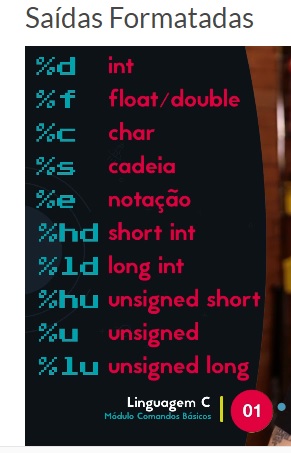 Saídas Formatadas
%d int
%f float/double
%c char
%s cadeia
%e notação
%hd short int
%ld long int
%hu unsigned short
%u unsigned
%lu unsigned long
Linguagem C
Módulo Comandos Básicos
01